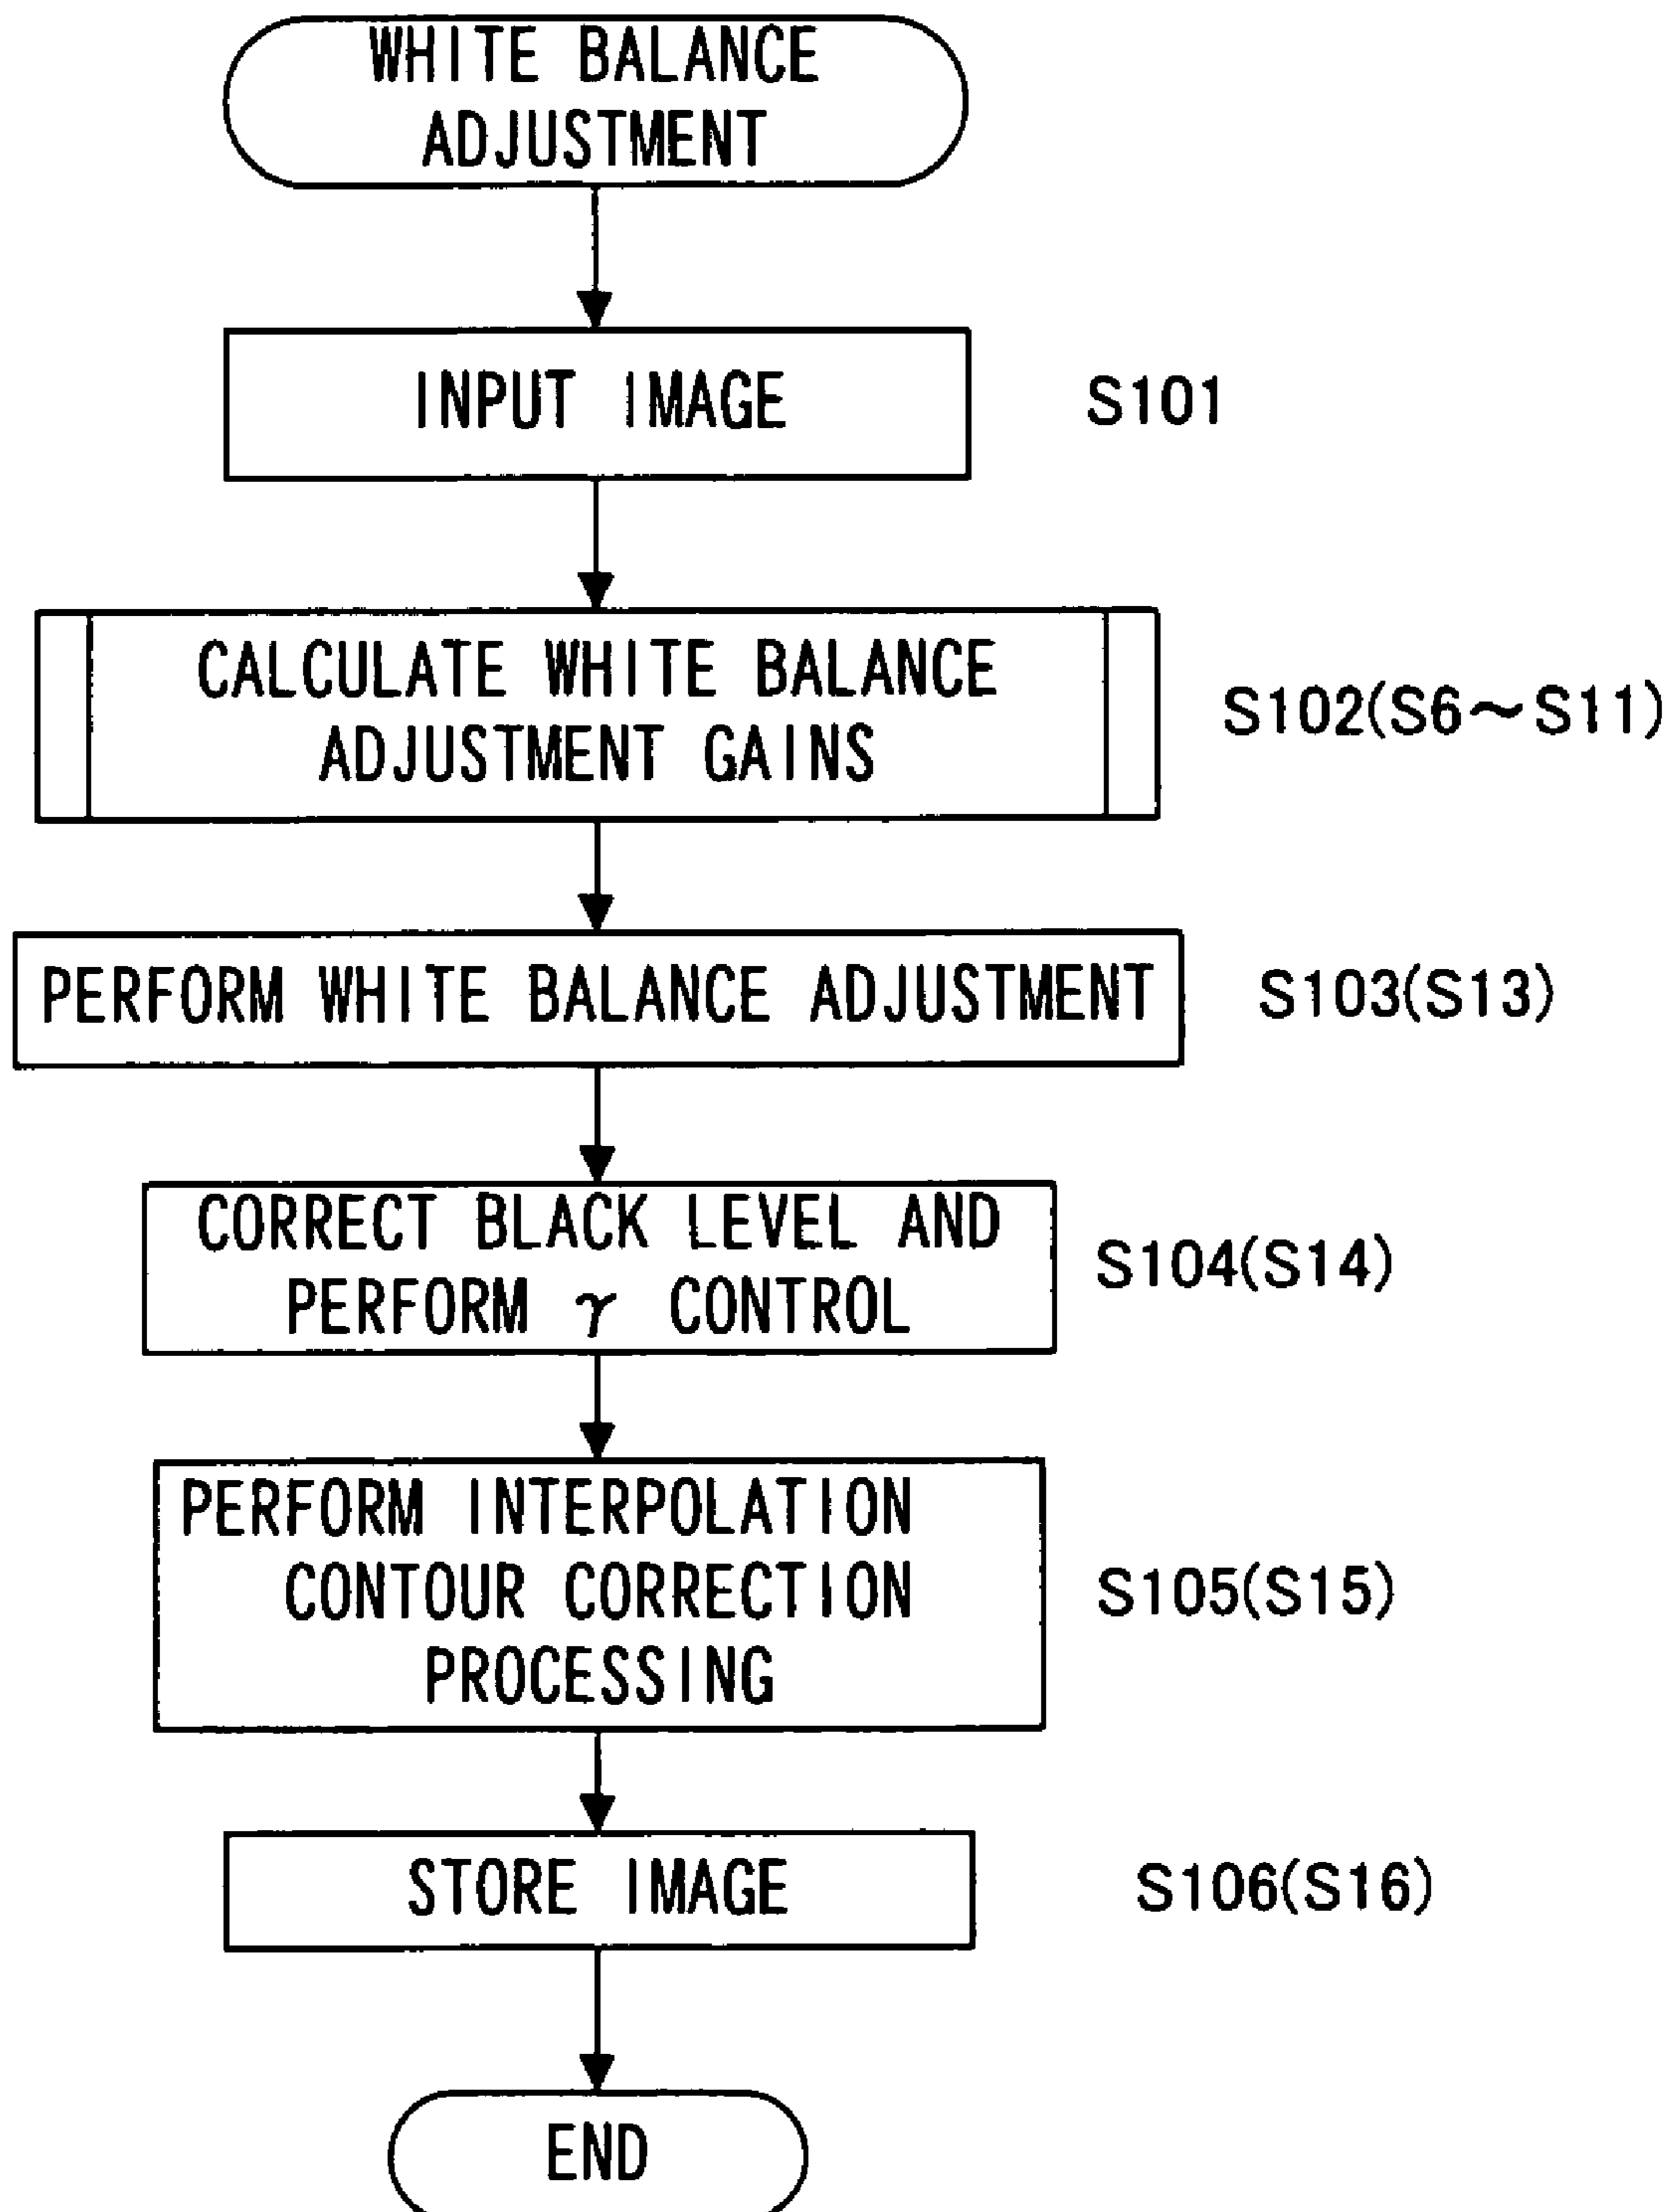 WHITE BALANCE
ADJUSTMENT
INPUT IMAGE
S101
CALCULATE WHITE BALANCE
ADJUSTMENT GAINS
S102(S6～S11)
PERFORM WHITE BALANCE ADJUSTMENT
S103(S13)
CORRECT BLACK LEVEL AND
PERFORM γ CONTROL
S104(S14)
PERFORM INTERPOLATION
CONTOUR CORRECTION
PROCESSING
S105(S15)
STORE IMAGE
S106(S16)
END